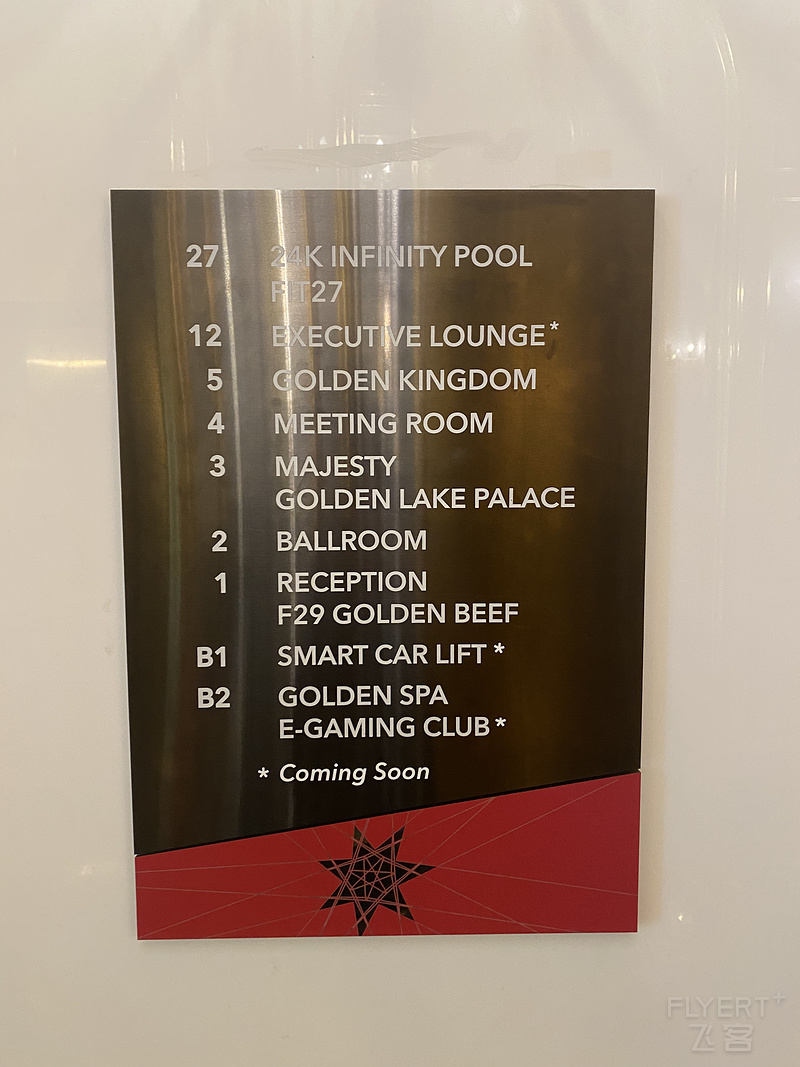 27 24K INFINITY POOL
FIT27
12 EXECUTIVE LOUNGE*
5 GOLDEN KINGDOM
4 MEETING ROOM
3 MAJESTY
GOLDEN LAKE PALACE
2 BALLROOM
1 RECEPTION
F29 GOLDEN BEEF
B1 SMART CAR LIFT *
B2 GOLDEN SPA
E-GAMING CLUB*
* Coming Soon
FLYERT+
飞客